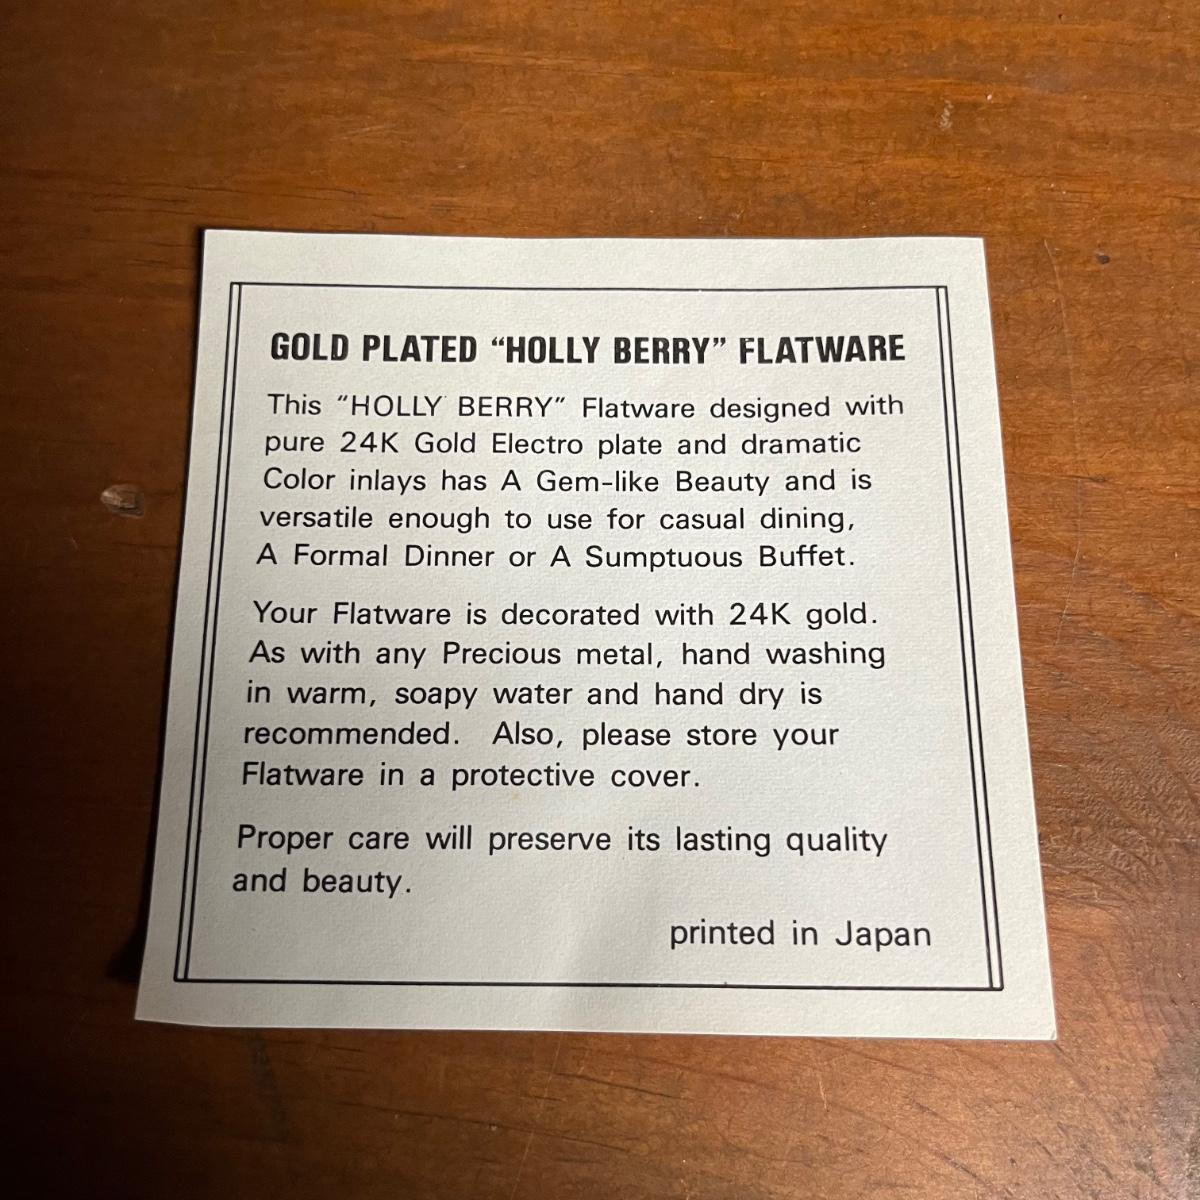 GOLD PLATED “HOLLY BERRY” FLATWARE
This “HOLLY BERRY” Flatware designed with
pure 24K Gold Electro plate and dramatic
Color inlays has A Gem-like Beauty and is
versatile enough to use for casual dining,
A Formal Dinner or A Sumptuous Buffet.
Your Flatware is decorated with 24K gold.
As with any Precious metal, hand washing
in warm, soapy water and hand dry is
recommended. Also, please store your
Flatware in a protective cover.
Proper care will preserve its lasting quality
and beauty.
printed in Japan